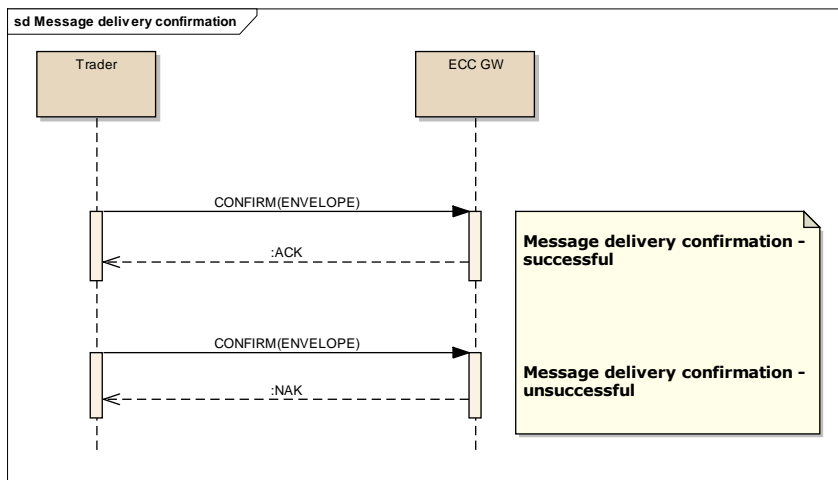 sd Message delivery confirmation
Trader
ECC GW
CONFIRM(ENVELOPE)
:ACK
Message delivery confirmation -
successful
CONFIRM(ENVELOPE)
:NAK
Message delivery confirmation -
unsuccessful